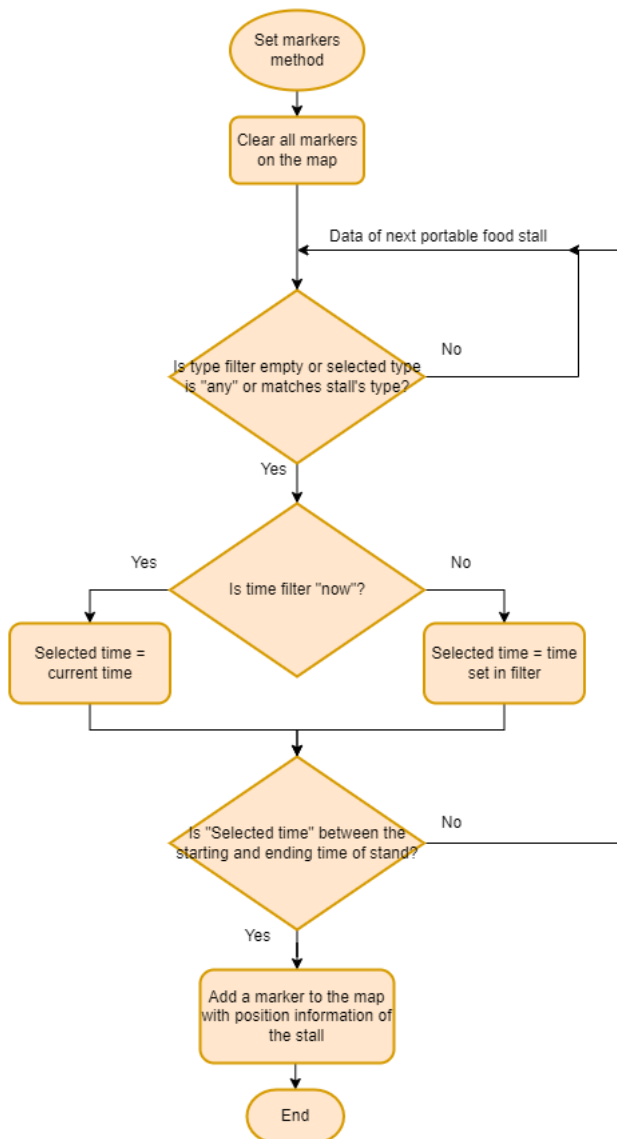 Set markers
method
Clear all markers
on the map
Data of next portable food stall
Is type filter empty or selected type
is "any" or matches stall's type?
No
Yes
Is time filter "now"?
Yes
No
Selected time =
current time
Selected time = time
set in filter
Is "Selected time" between the
starting and ending time of stand?
No
Yes
Add a marker to the map
with position information of
the stall
End